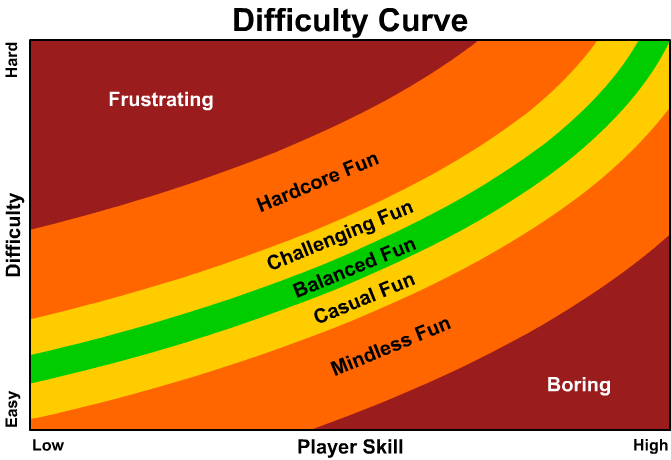 Difficulty Curve
Hard
Frustrating
Hardcore Fun
Difficulty
Challenging Fun
Balanced Fun
Casual Fun
Mindless Fun
Boring
Easy
Low
Player Skill
High